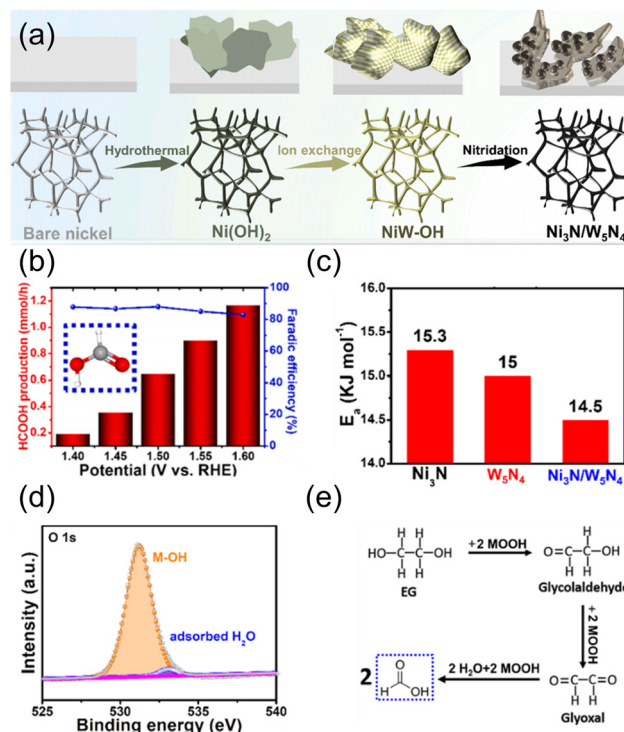 (a)
Hydrothermal
Ion exchange
Nitridation
Bare nickel
Ni(OH)₂
NiW-OH
Ni₃N/W₅N₄
(b)
HCOOH production (mmol/h)
1.2
1.0
0.8
0.6
0.4
0.2
100
80
60
40
20
0
Faradic efficiency (%)
1.40 1.45 1.50 1.55 1.60
Potential (V vs. RHE)
(c)
Eₐ (KJ mol⁻¹)
16.0
15.5
15.0
14.5
14.0
15.3
15
14.5
Ni₃N W₅N₄ Ni₃N/W₅N₄
(d)
O 1s
M-OH
adsorbed H₂O
Intensity (a.u.)
525 530 535 540
Binding energy (eV)
(e)
H H
HO-C-C-OH
H H
EG
+2 MOOH
H
O=C-C-OH
H H
Glycolaldehyde
+ 2 MOOH
O=C-C=O
H H
Glyoxal
2 H₂O+2 MOOH
2
O
H OH